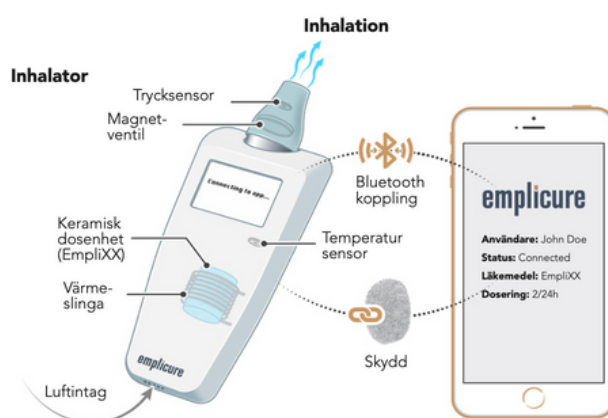 Inhalation
Inhalator
Trycksensor
Magnet-
ventil
Connecting to app...
Bluetooth
koppling
emplicure
Användare: John Doe
Status: Connected
Läkemedel: EmpliXX
Dosering: 2/24h
Keramisk
dosenhet
(EmpliXX)
Temperatur
sensor
Värme-
slinga
emplicure
Skydd
Luftintag